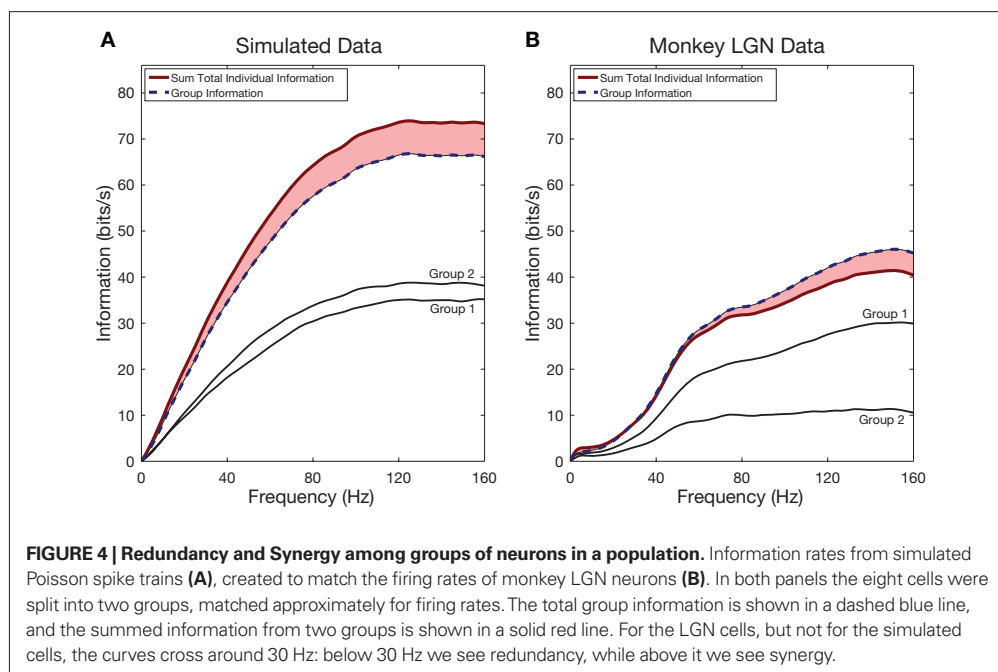 A
Simulated Data
Sum Total Individual Information
Group Information
80
70
60
50
40
30
20
10
0
Information (bits/s)
Group 2
Group 1
0 40 80 120 160
Frequency (Hz)
B
Monkey LGN Data
Sum Total Individual Information
Group Information
80
70
60
50
40
30
20
10
0
Information (bits/s)
Group 1
Group 2
0 40 80 120 160
Frequency (Hz)
FIGURE 4 | Redundancy and Synergy among groups of neurons in a population. Information rates from simulated
Poisson spike trains (A), created to match the firing rates of monkey LGN neurons (B). In both panels the eight cells were
split into two groups, matched approximately for firing rates. The total group information is shown in a dashed blue line,
and the summed information from two groups is shown in a solid red line. For the LGN cells, but not for the simulated
cells, the curves cross around 30 Hz: below 30 Hz we see redundancy, while above it we see synergy.